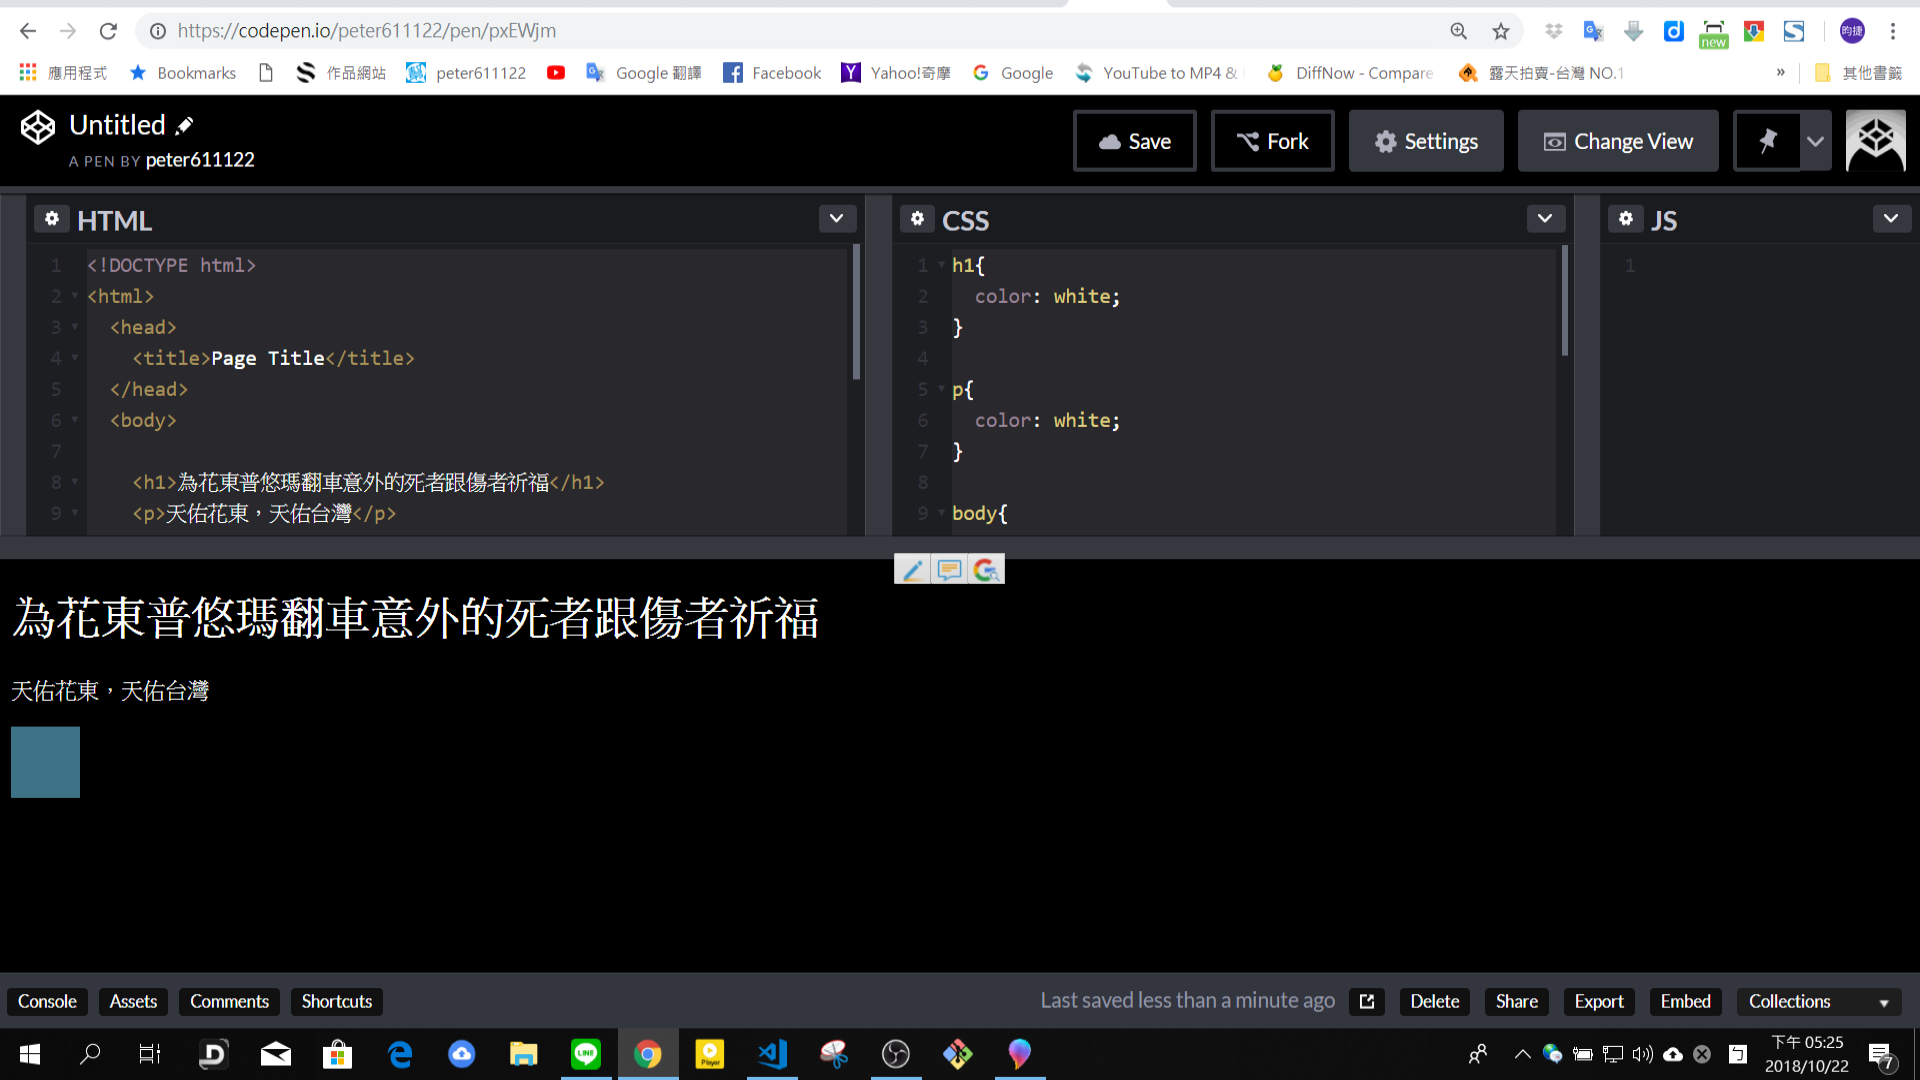 https://codepen.io/peter611122/pen/pxEWjm
new
昀捷
應用程式 Bookmarks 作品網站 peter611122 Google 翻譯 Facebook Yahoo!奇摩 Google YouTube to MP4 & DiffNow - Compare 露天拍賣-台灣 NO.1 » 其他書籤
Untitled
A PEN BY peter611122
Save Fork Settings Change View
HTML
1 <!DOCTYPE html>
2 <html>
3 <head>
4 <title>Page Title</title>
5 </head>
6 <body>
7
8 <h1>為花東普悠瑪翻車意外的死者跟傷者祈福</h1>
9 <p>天佑花東，天佑台灣</p>
CSS
1 h1{
2 color: white;
3 }
4
5 p{
6 color: white;
7 }
8
9 body{
JS
1
為花東普悠瑪翻車意外的死者跟傷者祈福
天佑花東，天佑台灣
Console Assets Comments Shortcuts Last saved less than a minute ago Delete Share Export Embed Collections
LINE
Player
下午 05:25
2018/10/22
7